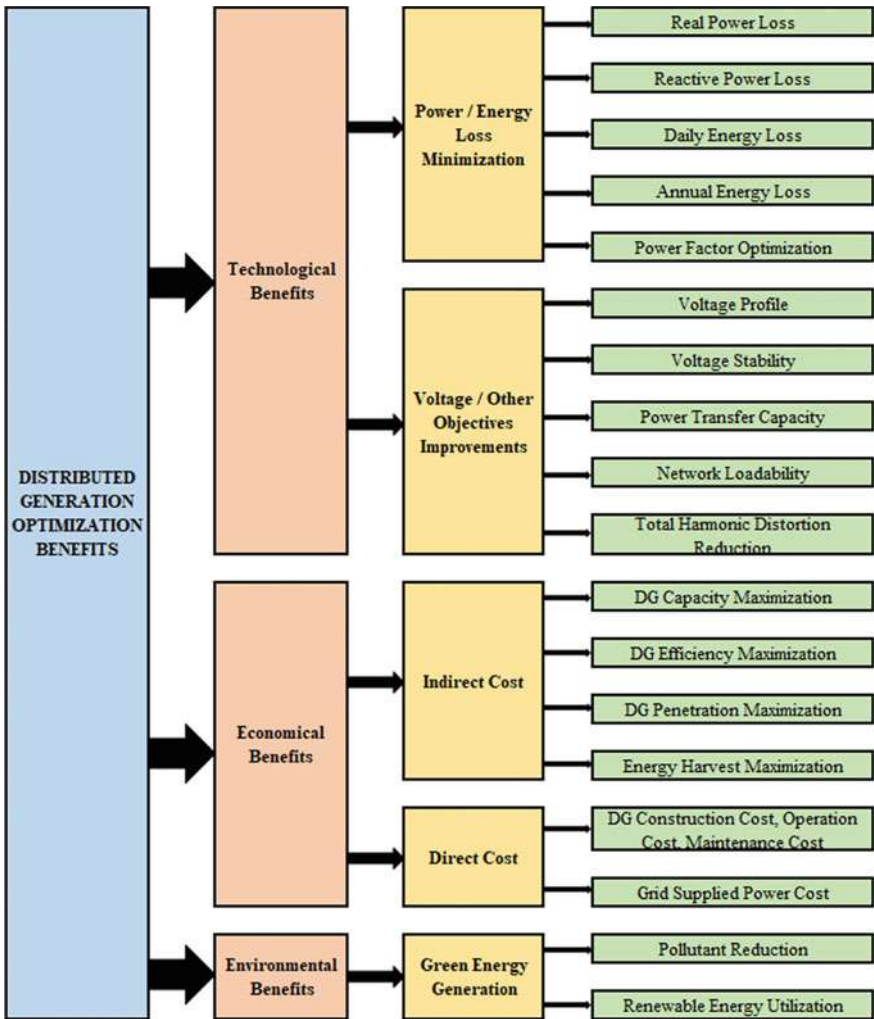 DISTRIBUTED
GENERATION
OPTIMIZATION
BENEFITS
Technological
Benefits
Power / Energy
Loss
Minimization
Real Power Loss
Reactive Power Loss
Daily Energy Loss
Annual Energy Loss
Power Factor Optimization
Voltage / Other
Objectives
Improvements
Voltage Profile
Voltage Stability
Power Transfer Capacity
Network Loadability
Total Harmonic Distortion
Reduction
Economical
Benefits
Indirect Cost
DG Capacity Maximization
DG Efficiency Maximization
DG Penetration Maximization
Energy Harvest Maximization
Direct Cost
DG Construction Cost, Operation
Cost, Maintenance Cost
Grid Supplied Power Cost
Environmental
Benefits
Green Energy
Generation
Pollutant Reduction
Renewable Energy Utilization